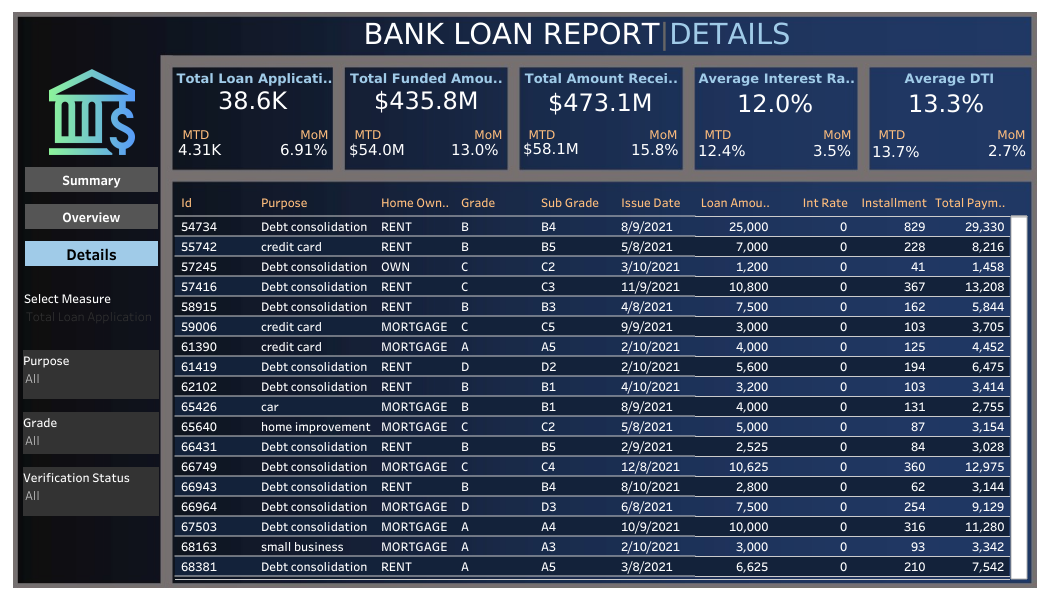 BANK LOAN REPORT|DETAILS
Total Loan Applicati.. Total Funded Amou.. Total Amount Recei.. Average Interest Ra.. Average DTI
38.6K $435.8M $473.1M 12.0% 13.3%
MTD MoM MTD MoM MTD MoM MTD MoM MTD MoM
4.31K 6.91% $54.0M 13.0% $58.1M 15.8% 12.4% 3.5% 13.7% 2.7%
Summary
Overview
Details
Select Measure
Total Loan Application
Purpose
All
Grade
All
Verification Status
All
Id Purpose Home Own.. Grade Sub Grade Issue Date Loan Amou.. Int Rate Installment Total Paym..
54734 Debt consolidation RENT B B4 8/9/2021 25,000 0 829 29,330
55742 credit card RENT B B5 5/8/2021 7,000 0 228 8,216
57245 Debt consolidation OWN C C2 3/10/2021 1,200 0 41 1,458
57416 Debt consolidation RENT C C3 11/9/2021 10,800 0 367 13,208
58915 Debt consolidation RENT B B3 4/8/2021 7,500 0 162 5,844
59006 credit card MORTGAGE C C5 9/9/2021 3,000 0 103 3,705
61390 credit card MORTGAGE A A5 2/10/2021 4,000 0 125 4,452
61419 Debt consolidation RENT D D2 2/10/2021 5,600 0 194 6,475
62102 Debt consolidation RENT B B1 4/10/2021 3,200 0 103 3,414
65426 car MORTGAGE B B1 8/9/2021 4,000 0 131 2,755
65640 home improvement MORTGAGE C C2 5/8/2021 5,000 0 87 3,154
66431 Debt consolidation RENT B B5 2/9/2021 2,525 0 84 3,028
66749 Debt consolidation MORTGAGE C C4 12/8/2021 10,625 0 360 12,975
66943 Debt consolidation RENT B B4 8/10/2021 2,800 0 62 3,144
66964 Debt consolidation MORTGAGE D D3 6/8/2021 7,500 0 254 9,129
67503 Debt consolidation MORTGAGE A A4 10/9/2021 10,000 0 316 11,280
68163 small business MORTGAGE A A3 2/10/2021 3,000 0 93 3,342
68381 Debt consolidation RENT A A5 3/8/2021 6,625 0 210 7,542